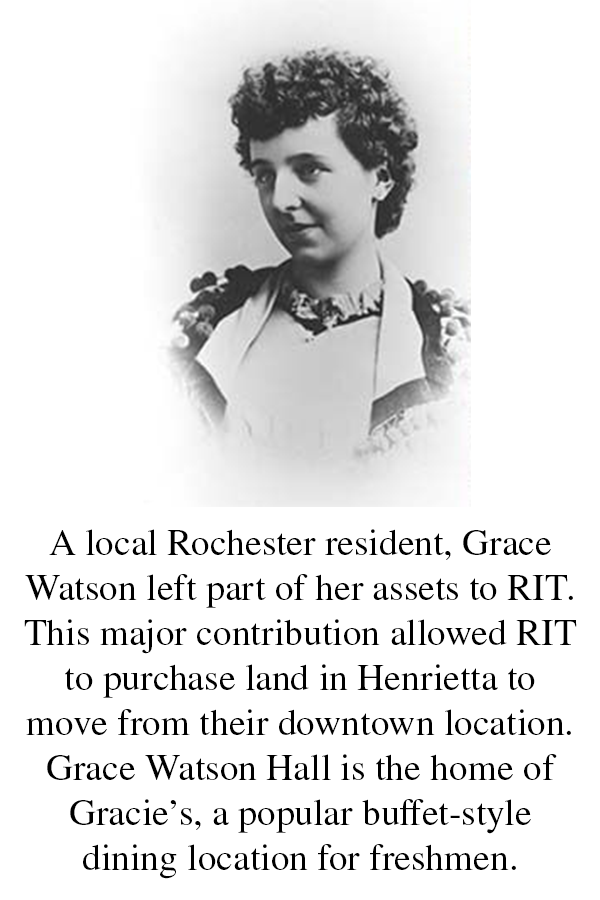 A local Rochester resident, Grace
Watson left part of her assets to RIT.
This major contribution allowed RIT
to purchase land in Henrietta to
move from their downtown location.
Grace Watson Hall is the home of
Gracie’s, a popular buffet-style
dining location for freshmen.